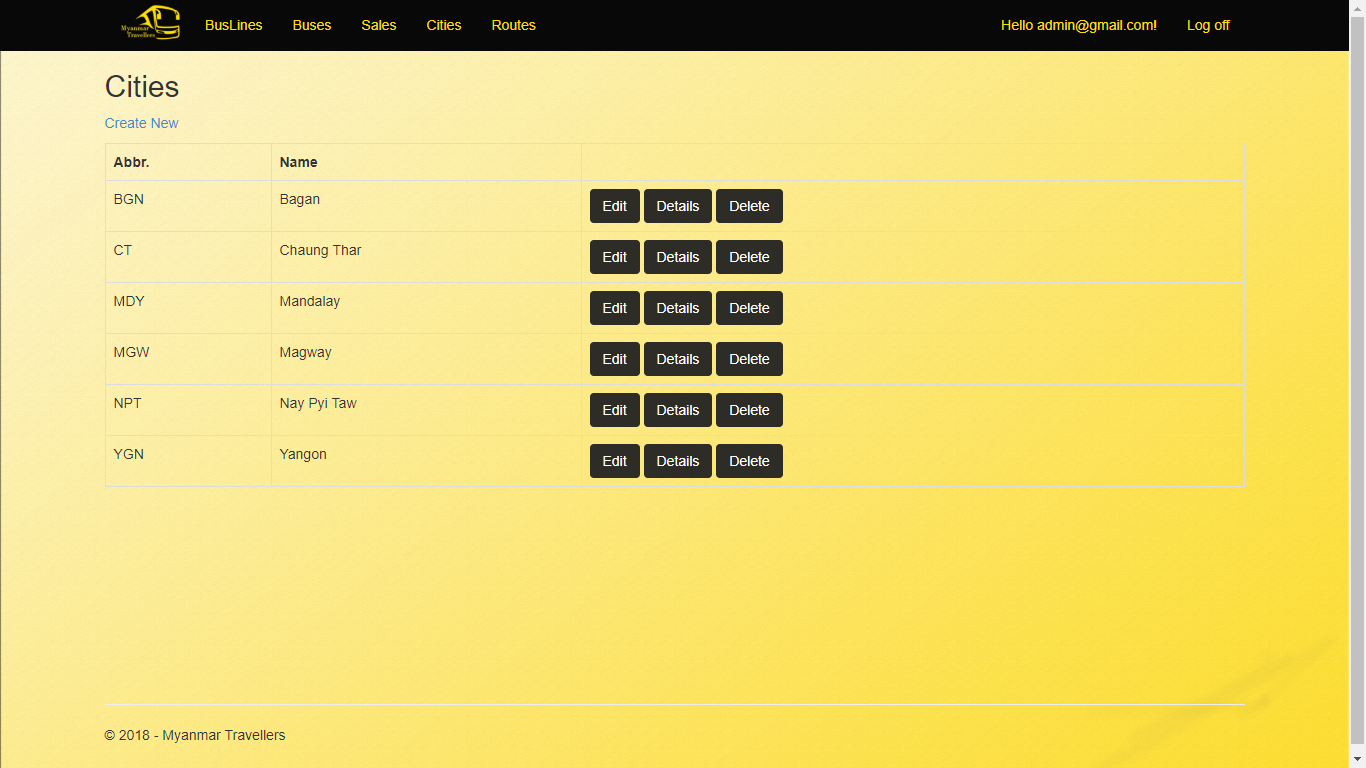 Myanmar
Travellers
BusLines Buses Sales Cities Routes Hello admin@gmail.com! Log off
Cities
Create New
Abbr. Name
BGN Bagan Edit Details Delete
CT Chaung Thar Edit Details Delete
MDY Mandalay Edit Details Delete
MGW Magway Edit Details Delete
NPT Nay Pyi Taw Edit Details Delete
YGN Yangon Edit Details Delete
© 2018 - Myanmar Travellers